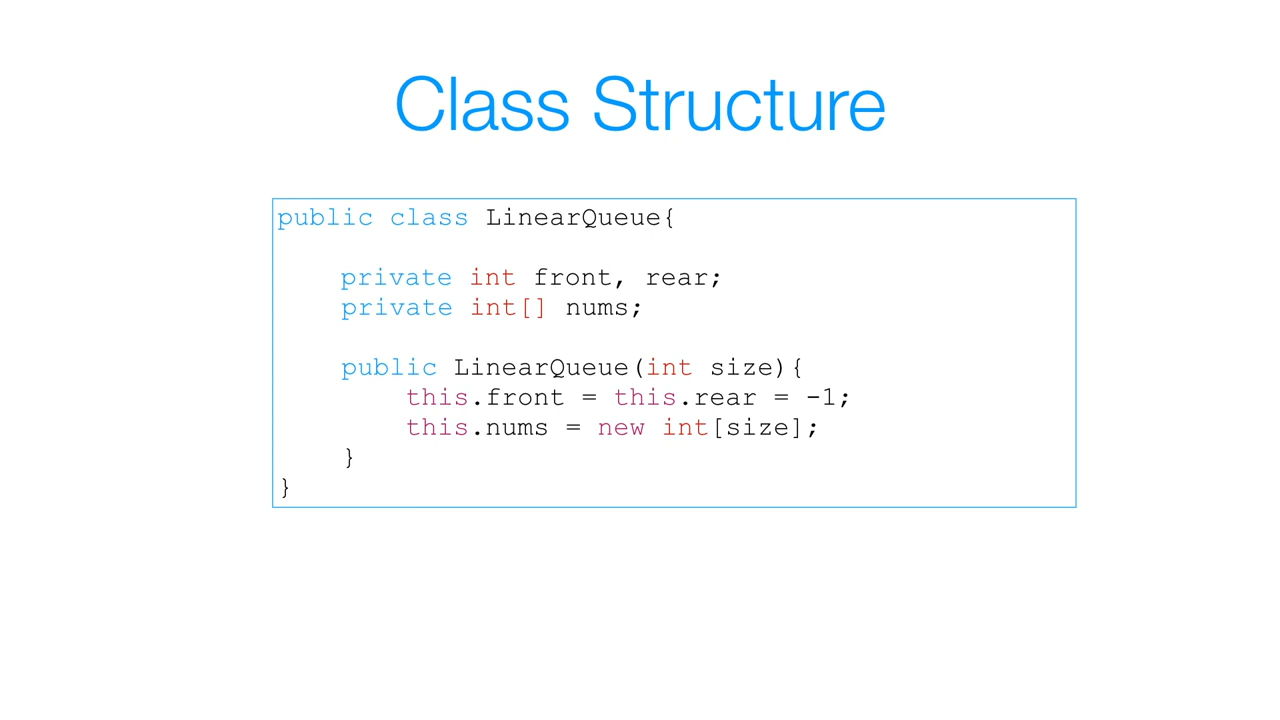 Class Structure
public class LinearQueue{
    private int front, rear;
    private int[] nums;
    public LinearQueue(int size){
        this.front = this.rear = -1;
        this.nums = new int[size];
    }
}